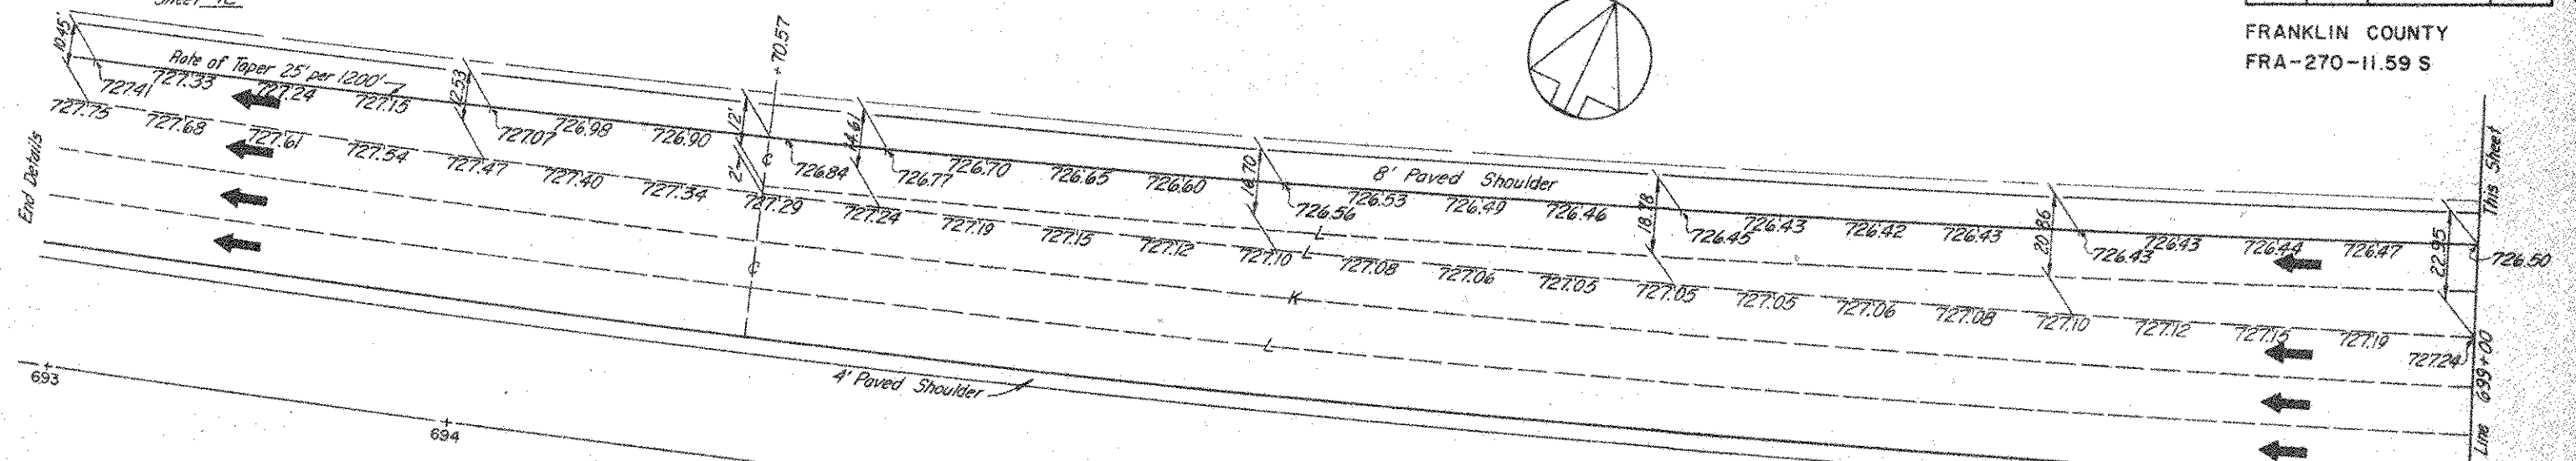 FRANKLIN COUNTY
FRA-270-11.59 S
10.45'
Rate of Taper 25' per 1200'
12.53
12'
2'
+70.57
14.61
16.70
8' Paved Shoulder
18.78
20.86
22.95
This Sheet
727.41 727.33 727.24 727.15 727.07 726.98 726.90 726.84 726.77 726.70 726.65 726.60 726.56 726.53 726.49 726.46 726.45 726.43 726.42 726.43 726.43 726.43 726.44 726.47 726.50
727.75 727.68 727.61 727.54 727.47 727.40 727.34 727.29 727.24 727.19 727.15 727.12 727.10 727.08 727.06 727.05 727.05 727.05 727.06 727.08 727.10 727.12 727.15 727.19 727.24
End Details
L
L
K
L
4' Paved Shoulder
693
694
Line 699+00